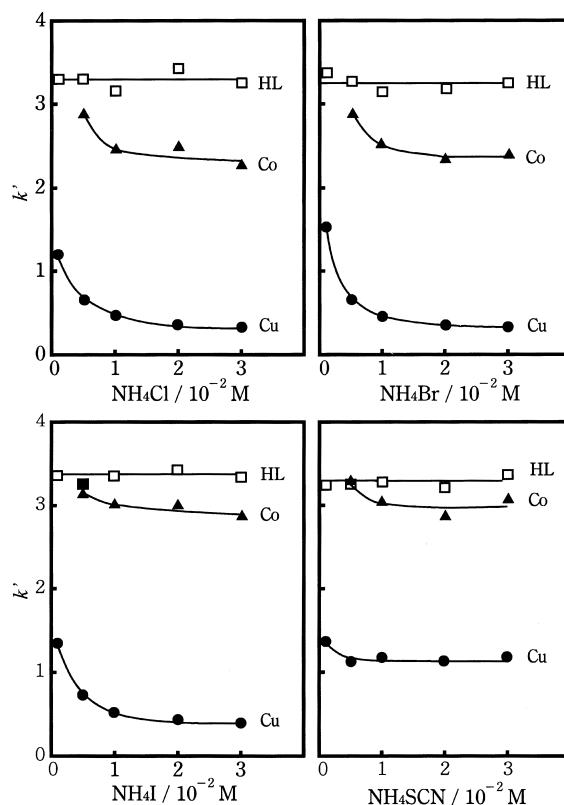 4
3
2
1
0
k'
HL
Co
Cu
0 1 2 3
NH₄Cl / 10⁻² M
HL
Co
Cu
0 1 2 3
NH₄Br / 10⁻² M
4
3
2
1
0
k'
HL
Co
Cu
0 1 2 3
NH₄I / 10⁻² M
HL
Co
Cu
0 1 2 3
NH₄SCN / 10⁻² M